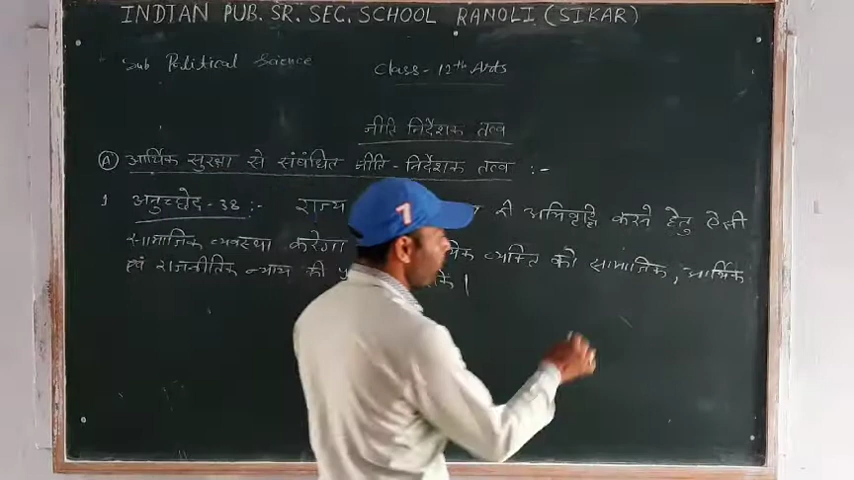 INDIAN PUB. SR. SEC. SCHOOL RANOLI (SIKAR)
Sub Political Science Class - 12th Arts
नीति निर्देशक तत्व
A आर्थिक सुरक्षा से संबंधित नीति - निर्देशक तत्व :-
1 अनुच्छेद - 38 :- राज्य की अभिवृद्धि करने हेतु ऐसी
सामाजिक व्यवस्था करेगा व्यक्ति को सामाजिक, आर्थिक
एवं राजनीतिक न्याय की